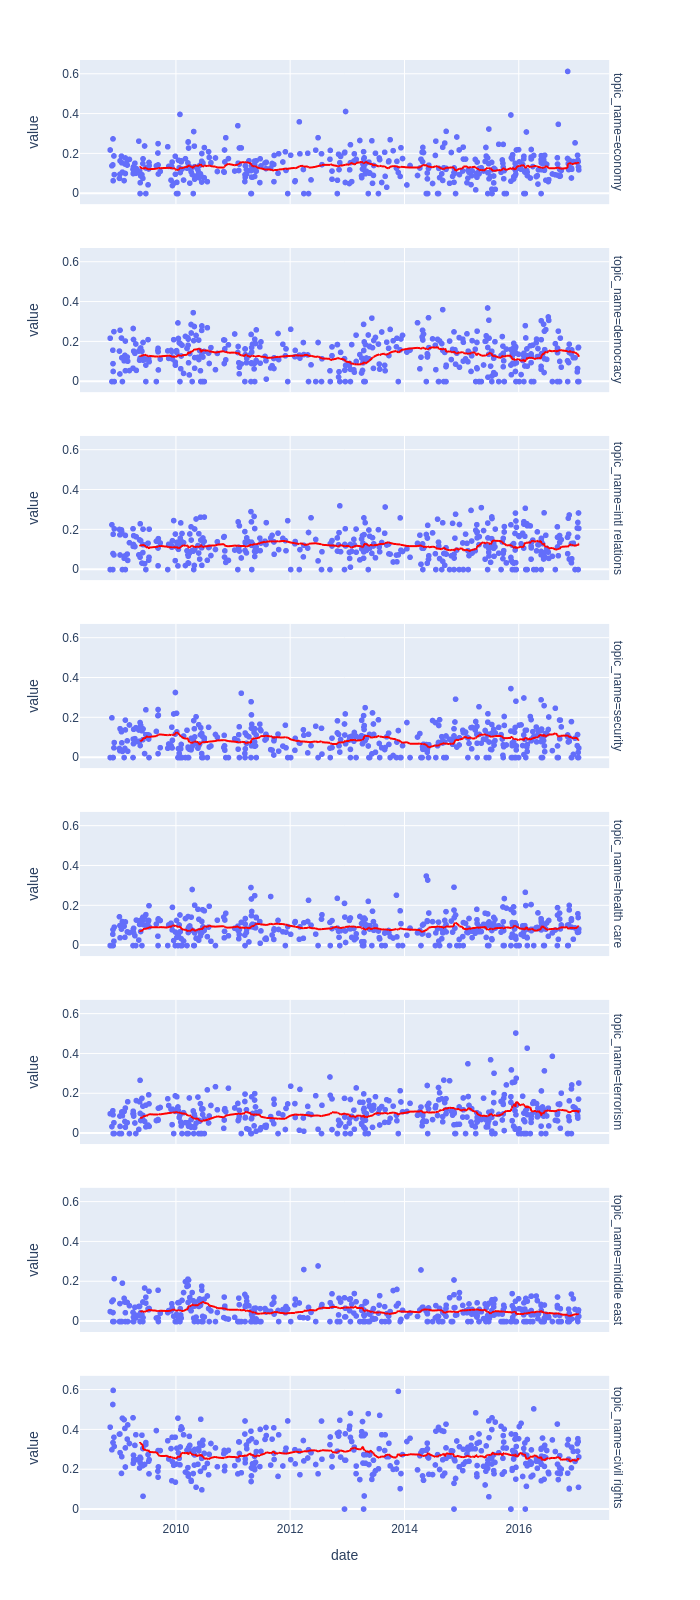 0.6
0.4
0.2
0
value
topic_name=economy
0.6
0.4
0.2
0
value
topic_name=democracy
0.6
0.4
0.2
0
value
topic_name=intl relations
0.6
0.4
0.2
0
value
topic_name=security
0.6
0.4
0.2
0
value
topic_name=health care
0.6
0.4
0.2
0
value
topic_name=terrorism
0.6
0.4
0.2
0
value
topic_name=middle east
0.6
0.4
0.2
0
value
topic_name=civil rights
2010 2012 2014 2016
date